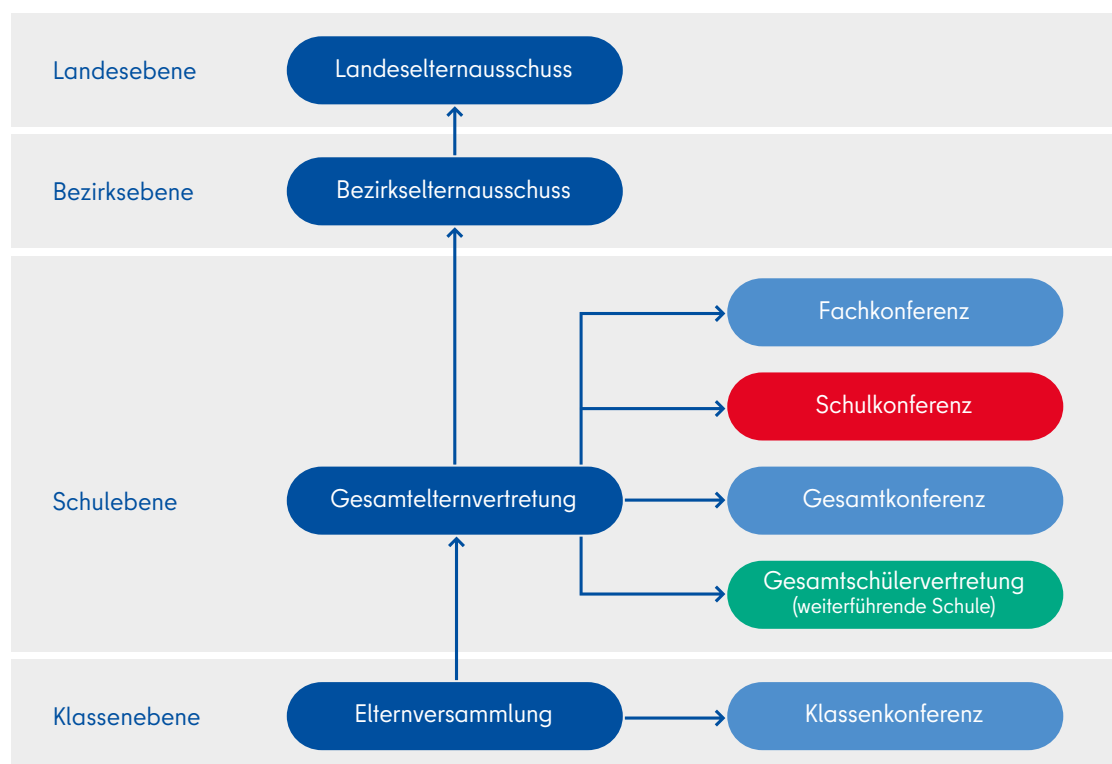 Landesebene
Landeselternausschuss
Bezirksebene
Bezirkselternausschuss
Fachkonferenz
Schulkonferenz
Schulebene
Gesamtelternvertretung
Gesamtkonferenz
Gesamtschülervertretung
(weiterführende Schule)
Klassenebene
Elternversammlung
Klassenkonferenz